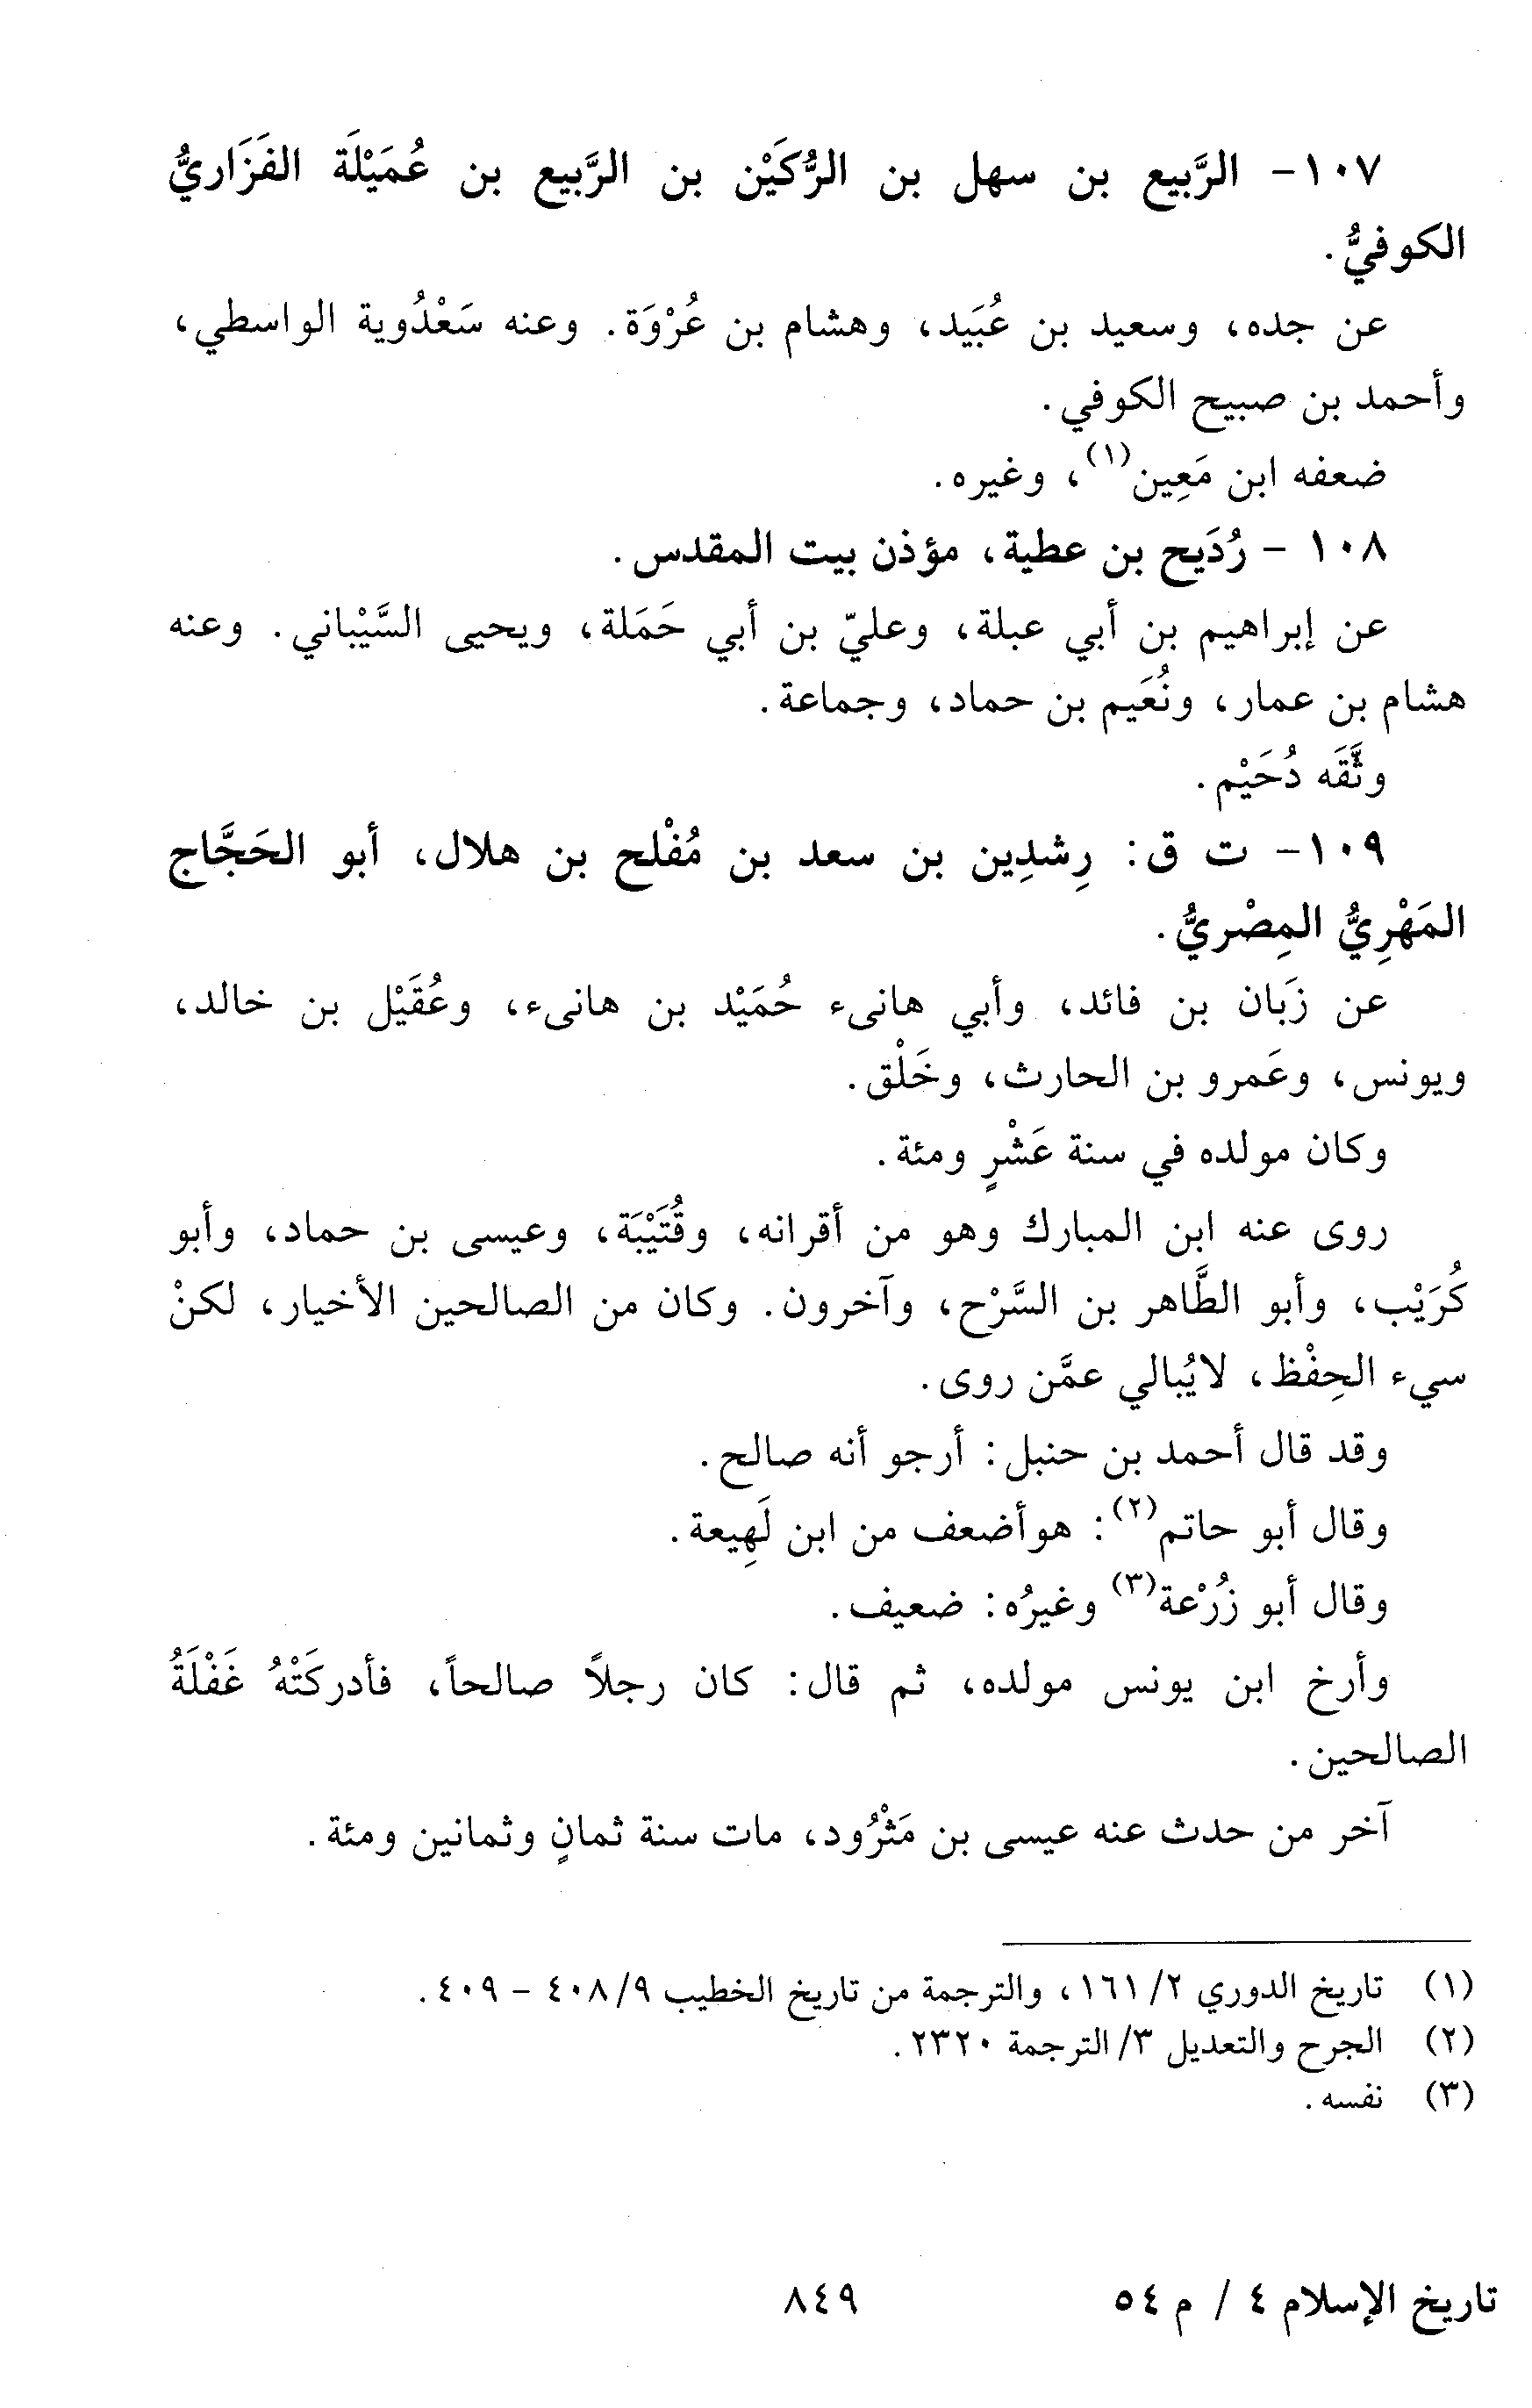 ١٠٧- الرَّبيع بن سهل بن الرُّكَيْن بن الرَّبيع بن عُمَيْلَة الفَزَاريُّ
الكوفيُّ.
عن جده، وسعيد بن عُبَيد، وهشام بن عُرْوَة. وعنه سَعْدُوية الواسطي،
وأحمد بن صبيح الكوفي.
ضعفه ابن مَعِين(١)، وغيره.
١٠٨ - رُدَيح بن عطية، مؤذن بيت المقدس.
عن إبراهيم بن أبي عبلة، وعليّ بن أبي حَمَلة، ويحيى السَّيْباني. وعنه
هشام بن عمار، ونُعَيم بن حماد، وجماعة.
وثَّقَه دُحَيْم.
١٠٩- ت ق: رِشدِين بن سعد بن مُفْلح بن هلال، أبو الحَجَّاج
المَهْرِيُّ المِصْريُّ.
عن زَبان بن فائد، وأبي هانىء حُمَيْد بن هانىء، وعُقَيْل بن خالد،
ويونس، وعَمرو بن الحارث، وخَلْق.
وكان مولده في سنة عَشْرٍ ومئة.
روى عنه ابن المبارك وهو من أقرانه، وقُتَيْبَة، وعيسى بن حماد، وأبو
كُرَيْب، وأبو الطَّاهر بن السَّرْح، وآخرون. وكان من الصالحين الأخيار، لكنْ
سيء الحِفْظ، لايُبالي عمَّن روى.
وقد قال أحمد بن حنبل: أرجو أنه صالح.
وقال أبو حاتم(٢): هوأضعف من ابن لَهِيعة.
وقال أبو زُرْعة(٣) وغيرُه: ضعيف.
وأرخ ابن يونس مولده، ثم قال: كان رجلاً صالحاً، فأدركَتْهُ غَفْلَةُ
الصالحين.
آخر من حدث عنه عيسى بن مَثْرُود، مات سنة ثمانٍ وثمانين ومئة.
(١) تاريخ الدوري ٢/ ١٦١، والترجمة من تاريخ الخطيب ٩/ ٤٠٨ - ٤٠٩.
(٢) الجرح والتعديل ٣/ الترجمة ٢٣٢٠.
(٣) نفسه.
تاريخ الإسلام ٤ / م ٥٤ ٨٤٩